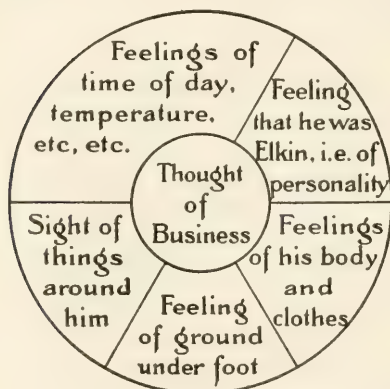 Feelings of
time of day,
temperature,
etc, etc.
Feeling
that he was
Elkin, i.e. of
personality
Thought
of
Business
Sight of
things
around
him
Feelings
of his body
and
clothes
Feeling
of ground
under foot